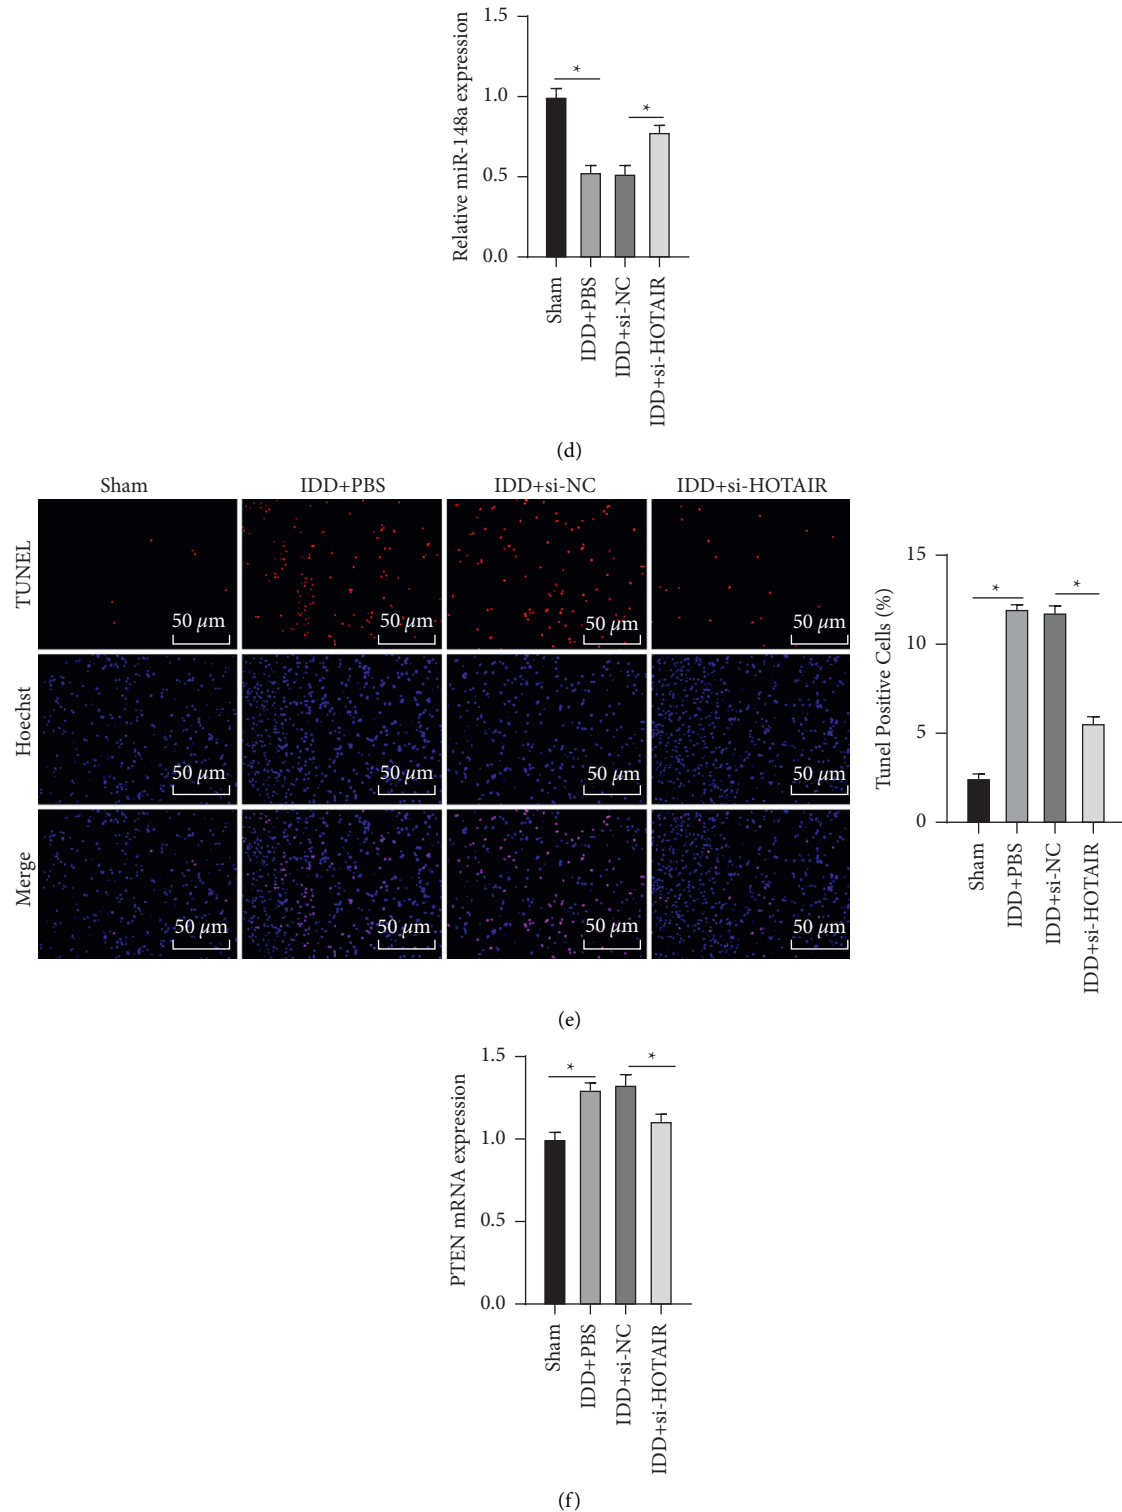 1.5
1.0
0.5
0.0
Relative miR-148a expression
*
*
Sham
IDD+PBS
IDD+si-NC
IDD+si-HOTAIR
(d)
Sham IDD+PBS IDD+si-NC IDD+si-HOTAIR
TUNEL
50 µm 50 µm 50 µm 50 µm
Hoechst
50 µm 50 µm 50 µm 50 µm
Merge
50 µm 50 µm 50 µm 50 µm
15
10
5
0
Tunel Positive Cells (%)
*
*
Sham
IDD+PBS
IDD+si-NC
IDD+si-HOTAIR
(e)
1.5
1.0
0.5
0.0
PTEN mRNA expression
*
*
Sham
IDD+PBS
IDD+si-NC
IDD+si-HOTAIR
(f)